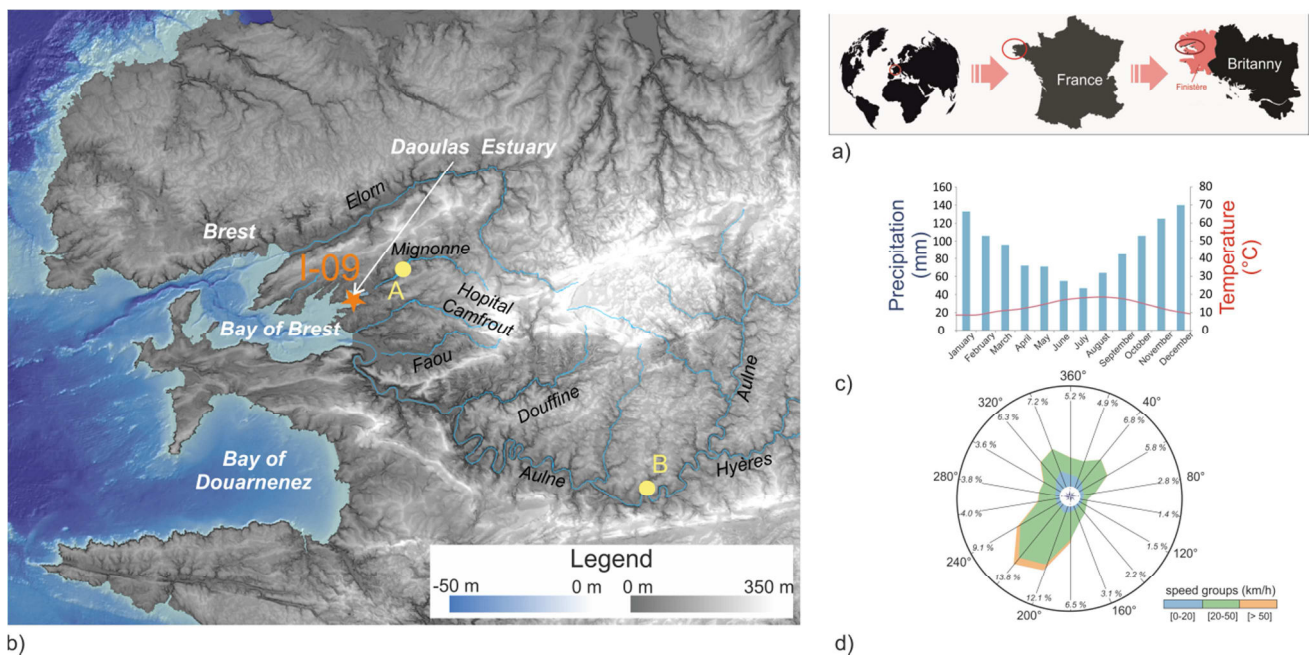 Daoulas Estuary
Elorn
Brest
Mignonne
I-09
A
Hopital
Camfrout
Bay of Brest
Faou
Aulne
Douffine
B
Hyères
Aulne
Bay of
Douarnenez
Legend
-50 m
0 m
0 m
350 m
b)
France
Britanny
Finistère
a)
Precipitation
(mm)
160
140
120
100
80
60
40
20
0
80
70
60
50
40
30
20
10
0
Temperature
(°C)
January
February
March
April
May
June
July
August
September
October
November
December
c)
360°
40°
80°
120°
160°
200°
240°
280°
320°
5.2 %
4.9 %
6.8 %
5.8 %
2.8 %
1.4 %
1.5 %
2.2 %
3.1 %
6.5 %
12.1 %
13.8 %
9.1 %
4.0 %
3.8 %
3.6 %
6.3 %
7.2 %
speed groups (km/h)
[0-20]
[20-50]
[> 50]
d)